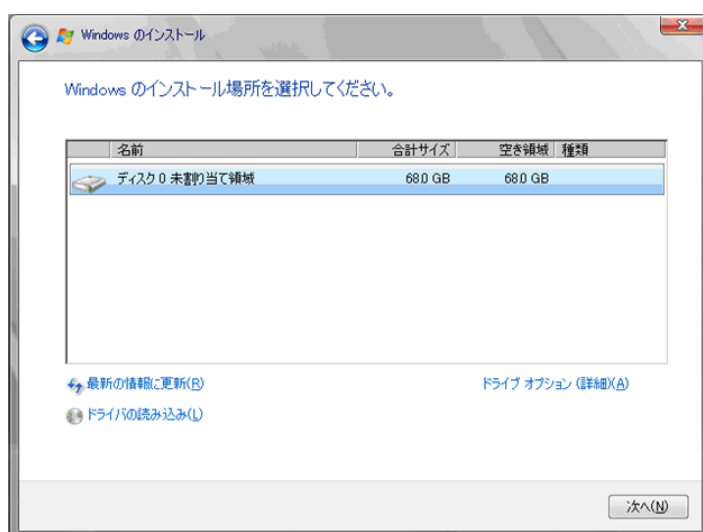 Windows のインストール
Windows のインストール場所を選択してください。
名前 合計サイズ 空き領域 種類
ディスク 0 未割り当て領域 68.0 GB 68.0 GB
最新の情報に更新(R) ドライブ オプション (詳細)(A)
ドライバの読み込み(L)
次へ(N)